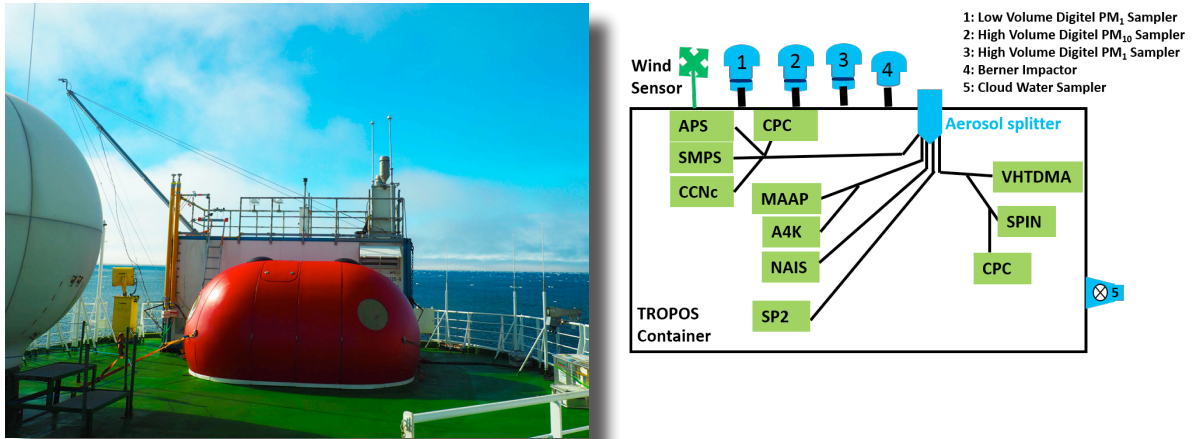 1: Low Volume Digitel PM1 Sampler
2: High Volume Digitel PM10 Sampler
3: High Volume Digitel PM1 Sampler
4: Berner Impactor
5: Cloud Water Sampler
Wind
Sensor
1
2
3
4
Aerosol splitter
APS
CPC
SMPS
CCNc
MAAP
A4K
NAIS
SP2
VHTDMA
SPIN
CPC
5
TROPOS
Container